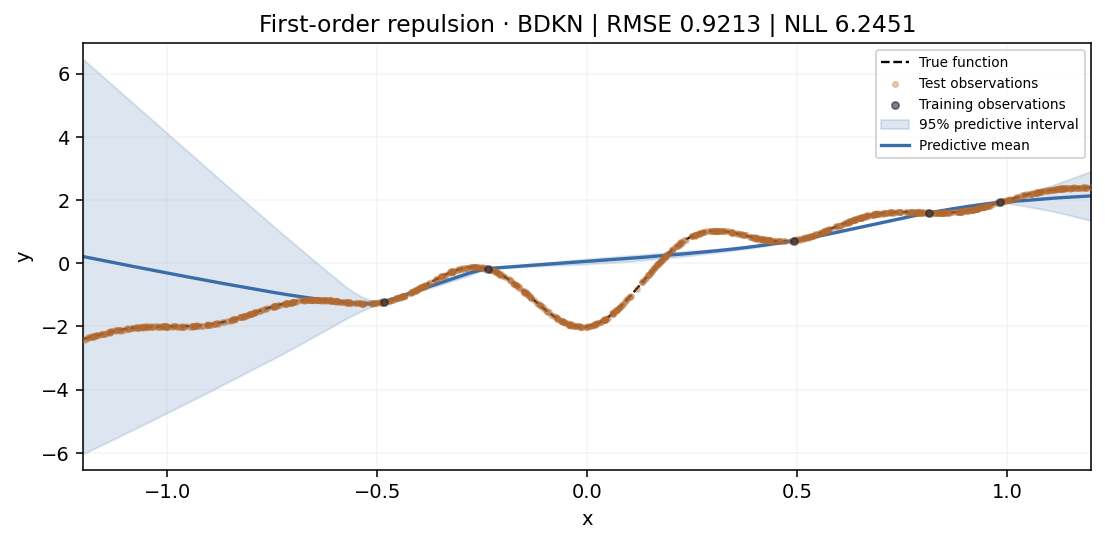 First-order repulsion · BDKN | RMSE 0.9213 | NLL 6.2451
True function
Test observations
Training observations
95% predictive interval
Predictive mean
6
4
2
0
−2
−4
−6
y
−1.0
−0.5
0.0
0.5
1.0
x